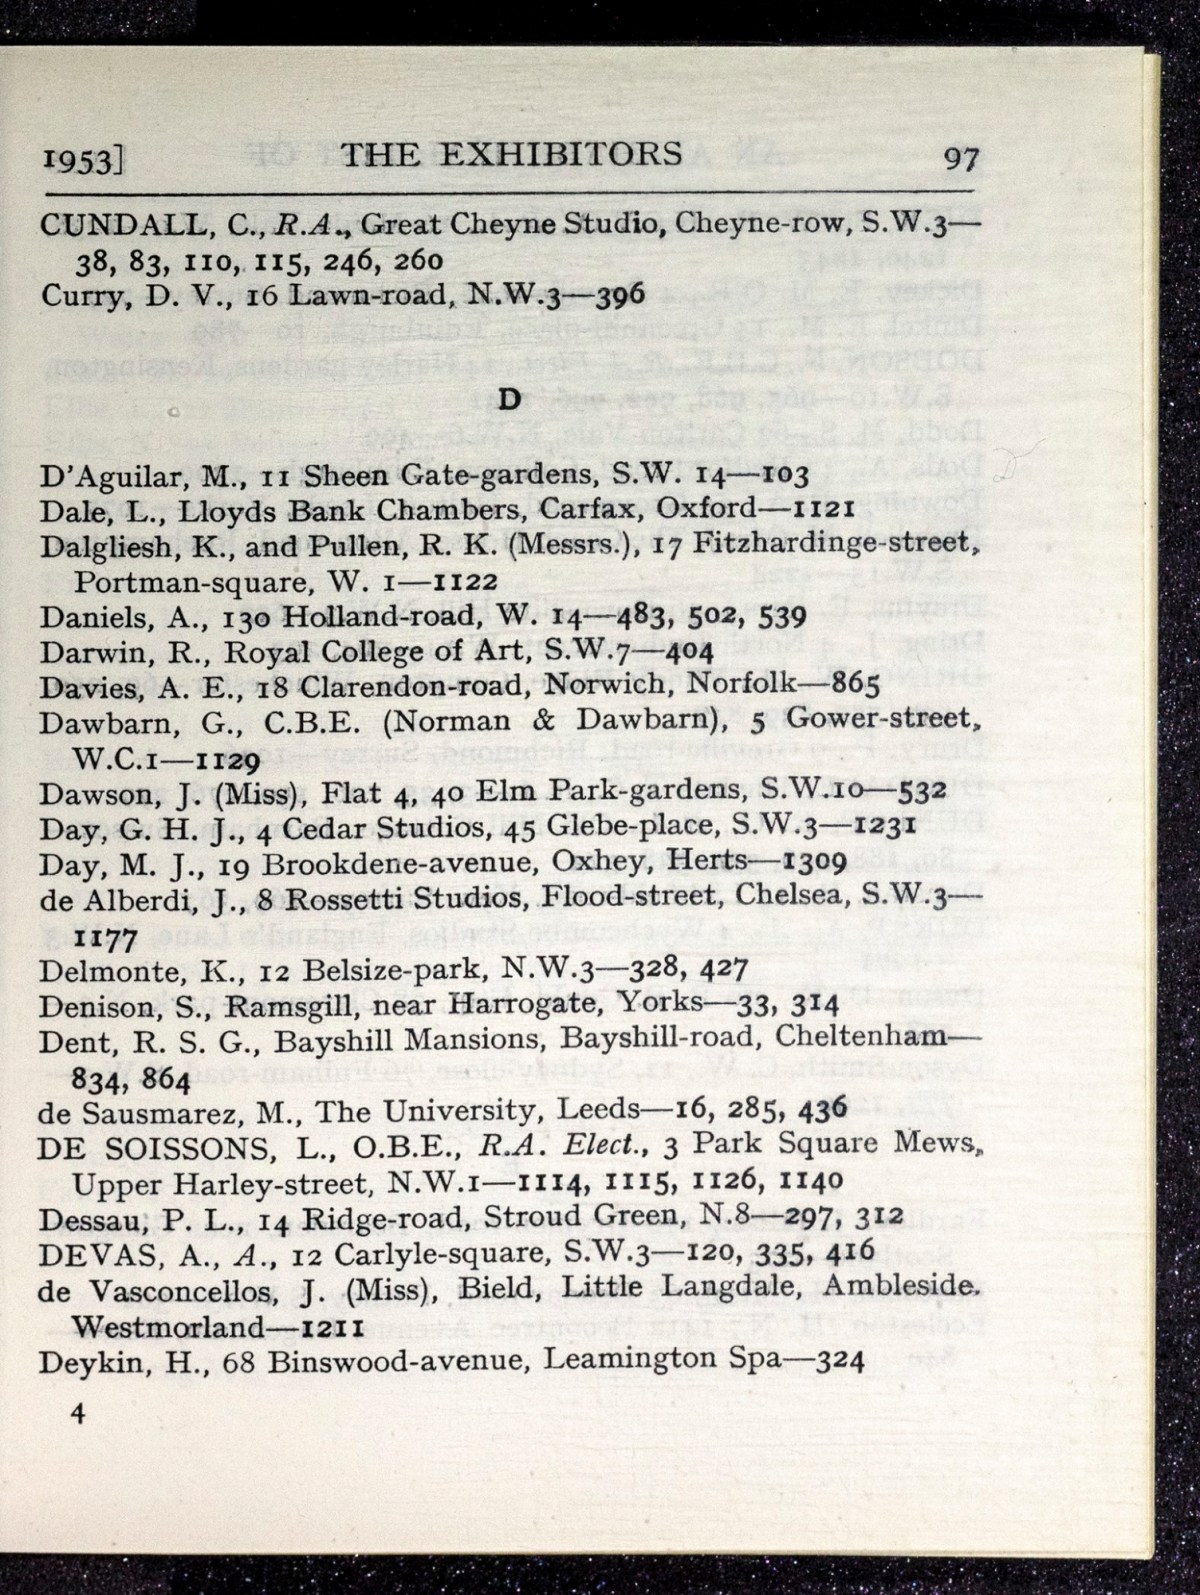 1953] THE EXHIBITORS 97
CUNDALL, C., R.A., Great Cheyne Studio, Cheyne-row, S.W.3—
38, 83, 110, 115, 246, 260
Curry, D. V., 16 Lawn-road, N.W.3—396
D
D'Aguilar, M., 11 Sheen Gate-gardens, S.W. 14—103
Dale, L., Lloyds Bank Chambers, Carfax, Oxford—1121
Dalgliesh, K., and Pullen, R. K. (Messrs.), 17 Fitzhardinge-street,
Portman-square, W. 1—1122
Daniels, A., 130 Holland-road, W. 14—483, 502, 539
Darwin, R., Royal College of Art, S.W.7—404
Davies, A. E., 18 Clarendon-road, Norwich, Norfolk—865
Dawbarn, G., C.B.E. (Norman & Dawbarn), 5 Gower-street,
W.C.1—1129
Dawson, J. (Miss), Flat 4, 40 Elm Park-gardens, S.W.10—532
Day, G. H. J., 4 Cedar Studios, 45 Glebe-place, S.W.3—1231
Day, M. J., 19 Brookdene-avenue, Oxhey, Herts—1309
de Alberdi, J., 8 Rossetti Studios, Flood-street, Chelsea, S.W.3—
1177
Delmonte, K., 12 Belsize-park, N.W.3—328, 427
Denison, S., Ramsgill, near Harrogate, Yorks—33, 314
Dent, R. S. G., Bayshill Mansions, Bayshill-road, Cheltenham—
834, 864
de Sausmarez, M., The University, Leeds—16, 285, 436
DE SOISSONS, L., O.B.E., R.A. Elect., 3 Park Square Mews,
Upper Harley-street, N.W.1—1114, 1115, 1126, 1140
Dessau, P. L., 14 Ridge-road, Stroud Green, N.8—297, 312
DEVAS, A., A., 12 Carlyle-square, S.W.3—120, 335, 416
de Vasconcellos, J. (Miss), Bield, Little Langdale, Ambleside.
Westmorland—1211
Deykin, H., 68 Binswood-avenue, Leamington Spa—324
4